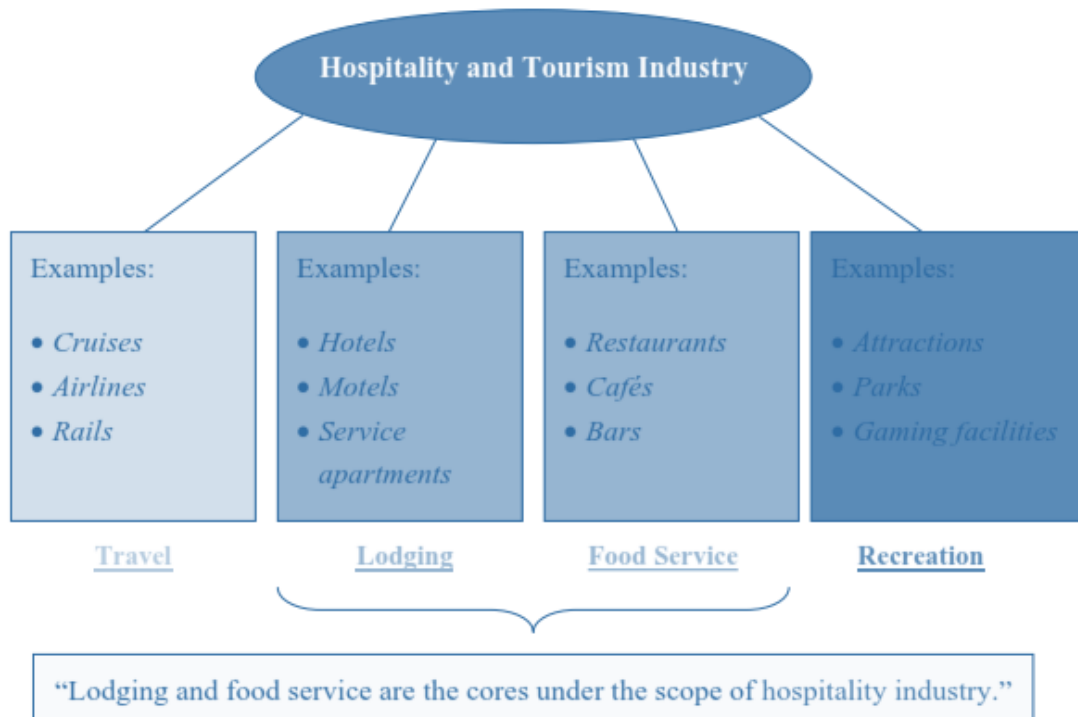 Hospitality and Tourism Industry
Examples:
• Cruises
• Airlines
• Rails
Travel
Examples:
• Hotels
• Motels
• Service
apartments
Lodging
Examples:
• Restaurants
• Cafés
• Bars
Food Service
Examples:
• Attractions
• Parks
• Gaming facilities
Recreation
“Lodging and food service are the cores under the scope of hospitality industry.”